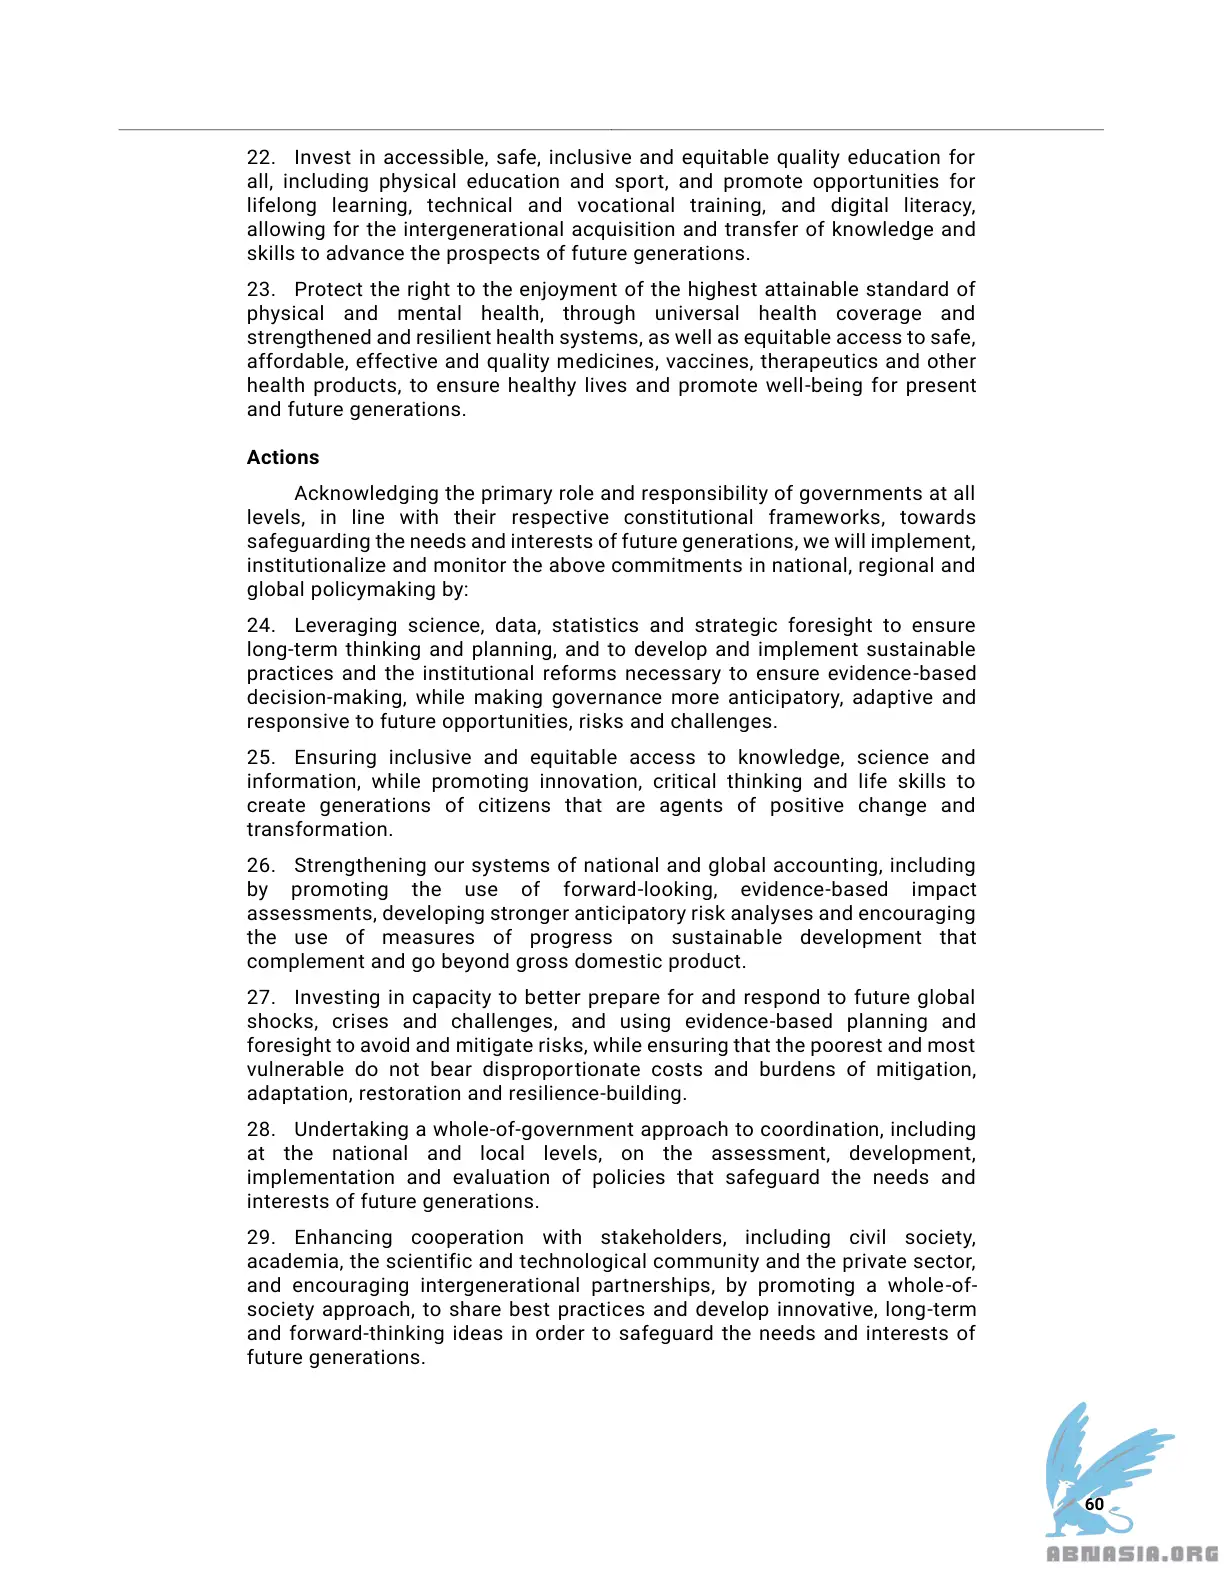 22. Invest in accessible, safe, inclusive and equitable quality education for
all, including physical education and sport, and promote opportunities for
lifelong learning, technical and vocational training, and digital literacy,
allowing for the intergenerational acquisition and transfer of knowledge and
skills to advance the prospects of future generations.
23. Protect the right to the enjoyment of the highest attainable standard of
physical and mental health, through universal health coverage and
strengthened and resilient health systems, as well as equitable access to safe,
affordable, effective and quality medicines, vaccines, therapeutics and other
health products, to ensure healthy lives and promote well-being for present
and future generations.
Actions
Acknowledging the primary role and responsibility of governments at all
levels, in line with their respective constitutional frameworks, towards
safeguarding the needs and interests of future generations, we will implement,
institutionalize and monitor the above commitments in national, regional and
global policymaking by:
24. Leveraging science, data, statistics and strategic foresight to ensure
long-term thinking and planning, and to develop and implement sustainable
practices and the institutional reforms necessary to ensure evidence-based
decision-making, while making governance more anticipatory, adaptive and
responsive to future opportunities, risks and challenges.
25. Ensuring inclusive and equitable access to knowledge, science and
information, while promoting innovation, critical thinking and life skills to
create generations of citizens that are agents of positive change and
transformation.
26. Strengthening our systems of national and global accounting, including
by promoting the use of forward-looking, evidence-based impact
assessments, developing stronger anticipatory risk analyses and encouraging
the use of measures of progress on sustainable development that
complement and go beyond gross domestic product.
27. Investing in capacity to better prepare for and respond to future global
shocks, crises and challenges, and using evidence-based planning and
foresight to avoid and mitigate risks, while ensuring that the poorest and most
vulnerable do not bear disproportionate costs and burdens of mitigation,
adaptation, restoration and resilience-building.
28. Undertaking a whole-of-government approach to coordination, including
at the national and local levels, on the assessment, development,
implementation and evaluation of policies that safeguard the needs and
interests of future generations.
29. Enhancing cooperation with stakeholders, including civil society,
academia, the scientific and technological community and the private sector,
and encouraging intergenerational partnerships, by promoting a whole-of-
society approach, to share best practices and develop innovative, long-term
and forward-thinking ideas in order to safeguard the needs and interests of
future generations.
60
ABNASIA.ORG